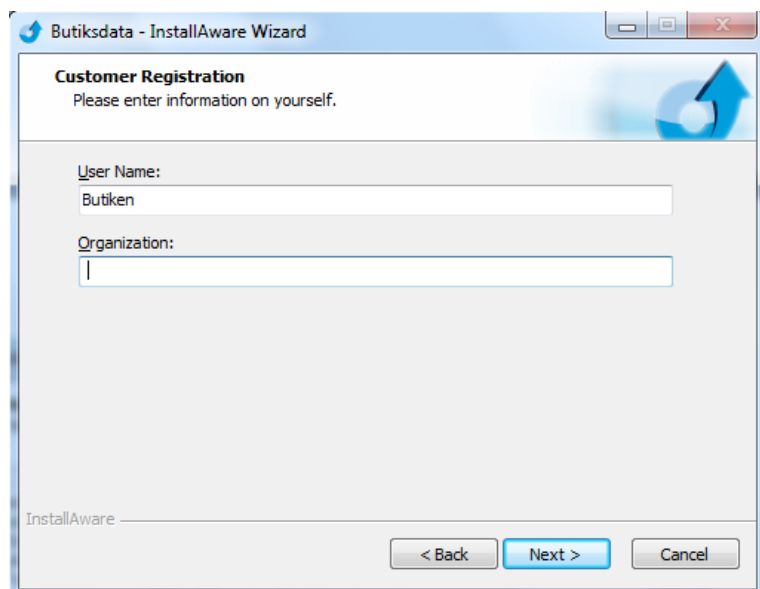 Butiksdata - InstallAware Wizard
Customer Registration
Please enter information on yourself.
User Name:
Butiken
Organization:
InstallAware
< Back Next > Cancel